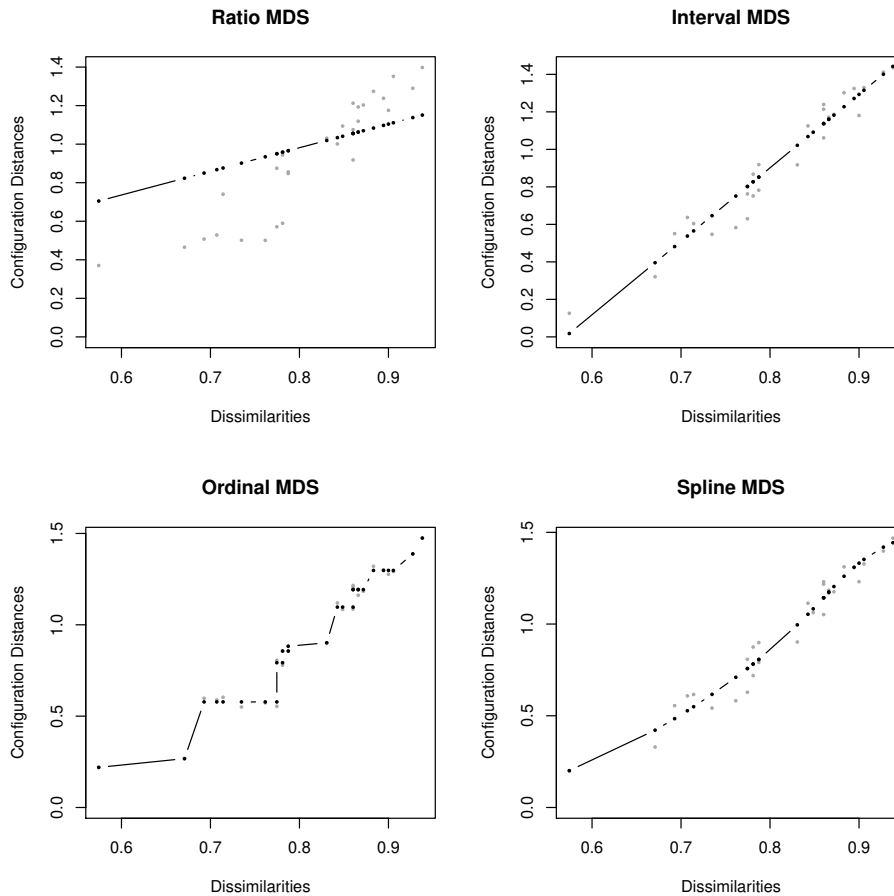 Ratio MDS
Configuration Distances
0.0 0.2 0.4 0.6 0.8 1.0 1.2 1.4
0.6 0.7 0.8 0.9
Dissimilarities
Interval MDS
Configuration Distances
0.0 0.2 0.4 0.6 0.8 1.0 1.2 1.4
0.6 0.7 0.8 0.9
Dissimilarities
Ordinal MDS
Configuration Distances
0.0 0.5 1.0 1.5
0.6 0.7 0.8 0.9
Dissimilarities
Spline MDS
Configuration Distances
0.0 0.5 1.0 1.5
0.6 0.7 0.8 0.9
Dissimilarities